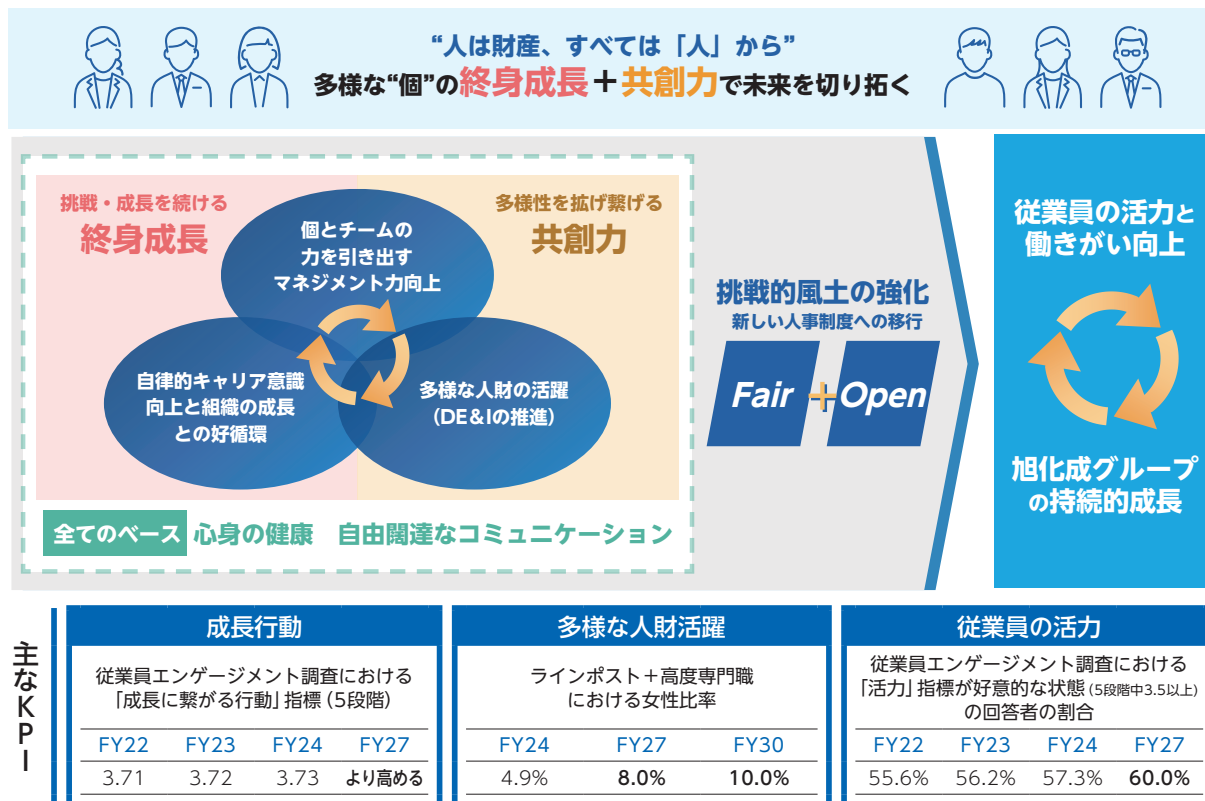 “人は財産、すべては「人」から”
多様な“個”の終身成長＋共創力で未来を切り拓く
挑戦・成長を続ける
終身成長
多様性を拡げ繋げる
共創力
個とチームの
力を引き出す
マネジメント力向上
自律的キャリア意識
向上と組織の成長
との好循環
多様な人財の活躍
（DE＆Iの推進）
全てのベース 心身の健康　自由闊達なコミュニケーション
挑戦的風土の強化
新しい人事制度への移行
Fair + Open
従業員の活力と
働きがい向上
旭化成グループ
の持続的成長
主なKPI
成長行動
従業員エンゲージメント調査における
「成長に繋がる行動」指標（5段階）
FY22 FY23 FY24 FY27
3.71 3.72 3.73 より高める
多様な人財活躍
ラインポスト＋高度専門職
における女性比率
FY24 FY27 FY30
4.9% 8.0% 10.0%
従業員の活力
従業員エンゲージメント調査における
「活力」指標が好意的な状態（5段階中3.5以上）
の回答者の割合
FY22 FY23 FY24 FY27
55.6% 56.2% 57.3% 60.0%